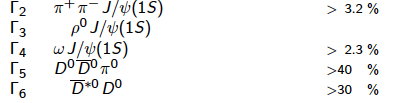 Γ₂ π⁺π⁻ J/ψ(1S) > 3.2 %
Γ₃ ρ⁰ J/ψ(1S)
Γ₄ ω J/ψ(1S) > 2.3 %
Γ₅ D⁰D̅⁰π⁰ >40 %
Γ₆ D̅*⁰D⁰ >30 %